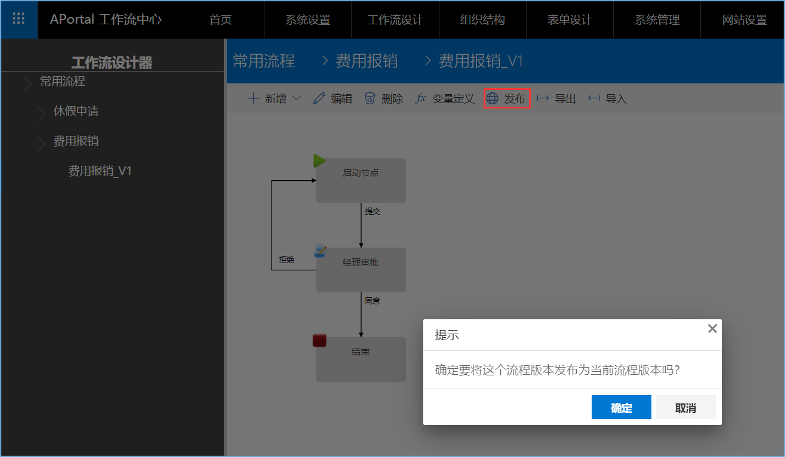 APortal 工作流中心 首页 系统设置 工作流设计 组织结构 表单设计 系统管理 网站设置
工作流设计器
常用流程
休假申请
费用报销
费用报销_V1
常用流程 费用报销 费用报销_V1
新增 编辑 删除 fx 变量定义 发布 导出 导入
启动节点
提交
拒绝
经理审批
同意
结束
提示
确定要将这个流程版本发布为当前流程版本吗?
确定 取消